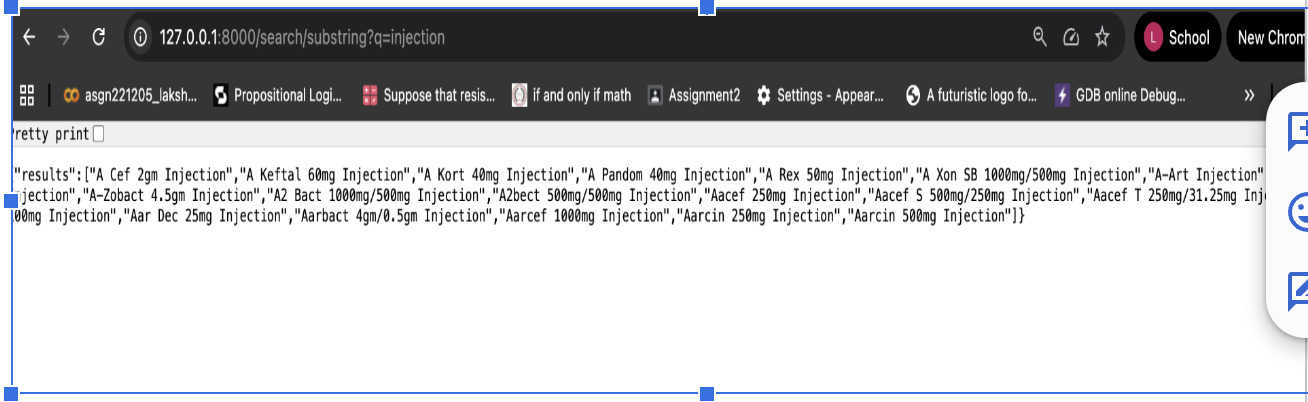 127.0.0.1:8000/search/substring?q=injection
L School New Chrom
asgn221205_laksh... Propositional Logi... Suppose that resis... if and only if math Assignment2 Settings - Appear... A futuristic logo fo... GDB online Debug... »
retty print
"results":["A Cef 2gm Injection","A Keftal 60mg Injection","A Kort 40mg Injection","A Pandom 40mg Injection","A Rex 50mg Injection","A Xon SB 1000mg/500mg Injection","A-Art Injection"
njection","A-Zobact 4.5gm Injection","A2 Bact 1000mg/500mg Injection","A2bect 500mg/500mg Injection","Aacef 250mg Injection","Aacef S 500mg/250mg Injection","Aacef T 250mg/31.25mg Inj
00mg Injection","Aar Dec 25mg Injection","Aarbact 4gm/0.5gm Injection","Aarcef 1000mg Injection","Aarcin 250mg Injection","Aarcin 500mg Injection"]}